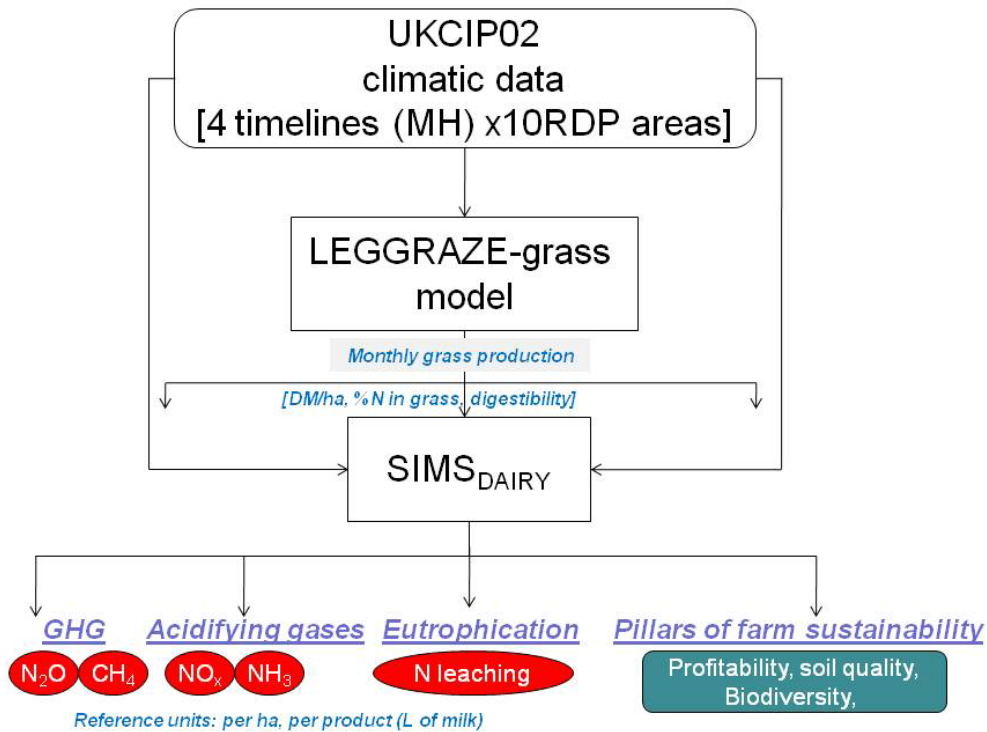 UKCIP02
climatic data
[4 timelines (MH) x10RDP areas]
LEGGRAZE-grass
model
Monthly grass production
[DM/ha, %N in grass, digestibility]
SIMSDAIRY
GHG Acidifying gases Eutrophication Pillars of farm sustainability
N2O CH4 NOx NH3 N leaching
Profitability, soil quality,
Biodiversity,
Reference units: per ha, per product (L of milk)